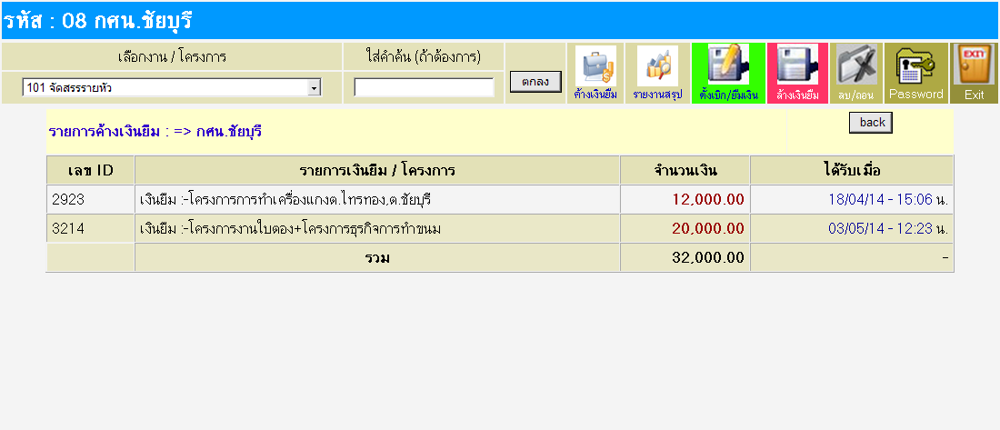 รหัส : 08 กศน.ชัยบุรี
เลือกงาน / โครงการ
ใส่คำค้น (ถ้าต้องการ)
101 จัดสรรรายหัว
ตกลง
ค้างเงินยืม
รายงานสรุป
ตั้งเบิก/ยืมเงิน
ล้างเงินยืม
ลบ/ถอน
Password
EXIT
Exit
รายการค้างเงินยืม : => กศน.ชัยบุรี
back
เลข ID รายการเงินยืม / โครงการ จำนวนเงิน ได้รับเมื่อ
2923 เงินยืม :-โครงการการทำเครื่องแกงต.ไทรทอง,ต.ชัยบุรี 12,000.00 18/04/14 - 15:06 น.
3214 เงินยืม :-โครงการงานใบตอง+โครงการธุรกิจการทำขนม 20,000.00 03/05/14 - 12:23 น.
รวม 32,000.00 -